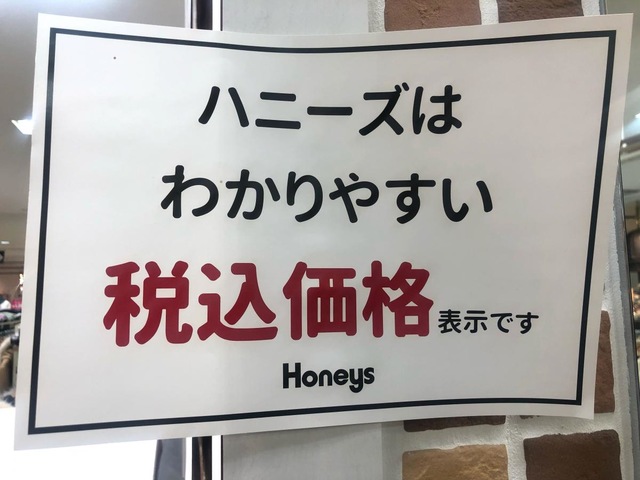 ハニーズは
わかりやすい
税込価格表示です
Honeys